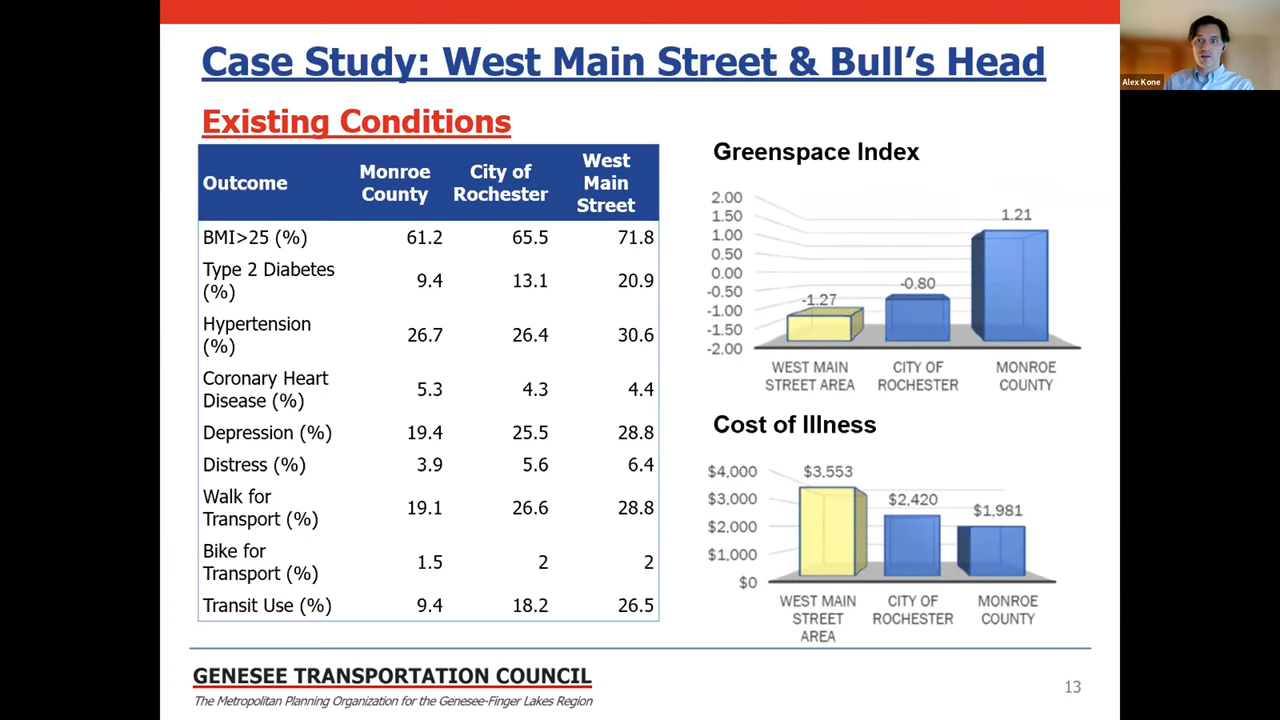 Case Study: West Main Street & Bull's Head
Existing Conditions
Outcome
Monroe
County
City of
Rochester
West
Main
Street
BMI>25 (%)
61.2
65.5
71.8
Type 2 Diabetes
(%)
9.4
13.1
20.9
Hypertension
(%)
26.7
26.4
30.6
Coronary Heart
Disease (%)
5.3
4.3
4.4
Depression (%)
19.4
25.5
28.8
Distress (%)
3.9
5.6
6.4
Walk for
Transport (%)
19.1
26.6
28.8
Bike for
Transport (%)
1.5
2
2
Transit Use (%)
9.4
18.2
26.5
Greenspace Index
2.00
1.50
1.00
0.50
0.00
-0.50
-1.00
-1.50
-2.00
-1.27
-0.80
1.21
WEST MAIN
STREET AREA
CITY OF
ROCHESTER
MONROE
COUNTY
Cost of Illness
$4,000
$3,000
$2,000
$1,000
$0
$3,553
$2,420
$1,981
WEST MAIN
STREET
AREA
CITY OF
ROCHESTER
MONROE
COUNTY
GENESEE TRANSPORTATION COUNCIL
The Metropolitan Planning Organization for the Genesee-Finger Lakes Region
13
Alex Kone